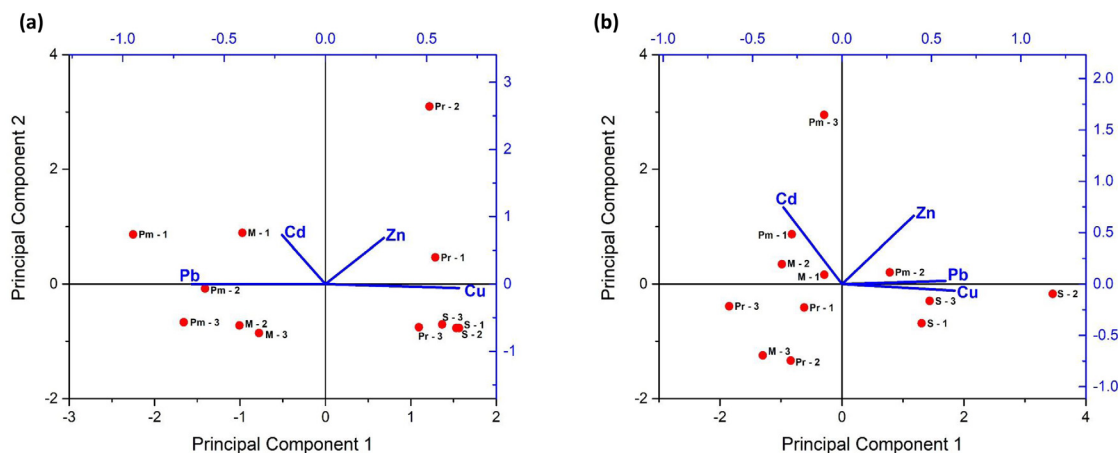 (a)
-1.0 -0.5 0.0 0.5
4
2
0
-2
Principal Component 2
3
2
1
0
-1
Pr - 2
Pm - 1
M - 1
Cd
Zn
Pr - 1
Pb
Pm - 2
Cu
Pm - 3
M - 2
M - 3
S - 3
S - 1
S - 2
Pr - 3
-3 -2 -1 0 1 2
Principal Component 1
(b)
-1.0 -0.5 0.0 0.5 1.0
4
2
0
-2
Principal Component 2
2.0
1.5
1.0
0.5
0.0
-0.5
-1.0
Pm - 3
Cd
Zn
Pm - 1
M - 2
M - 1
Pm - 2
Pb
Cu
S - 3
S - 2
Pr - 3
Pr - 1
S - 1
M - 3
Pr - 2
-2 0 2 4
Principal Component 1